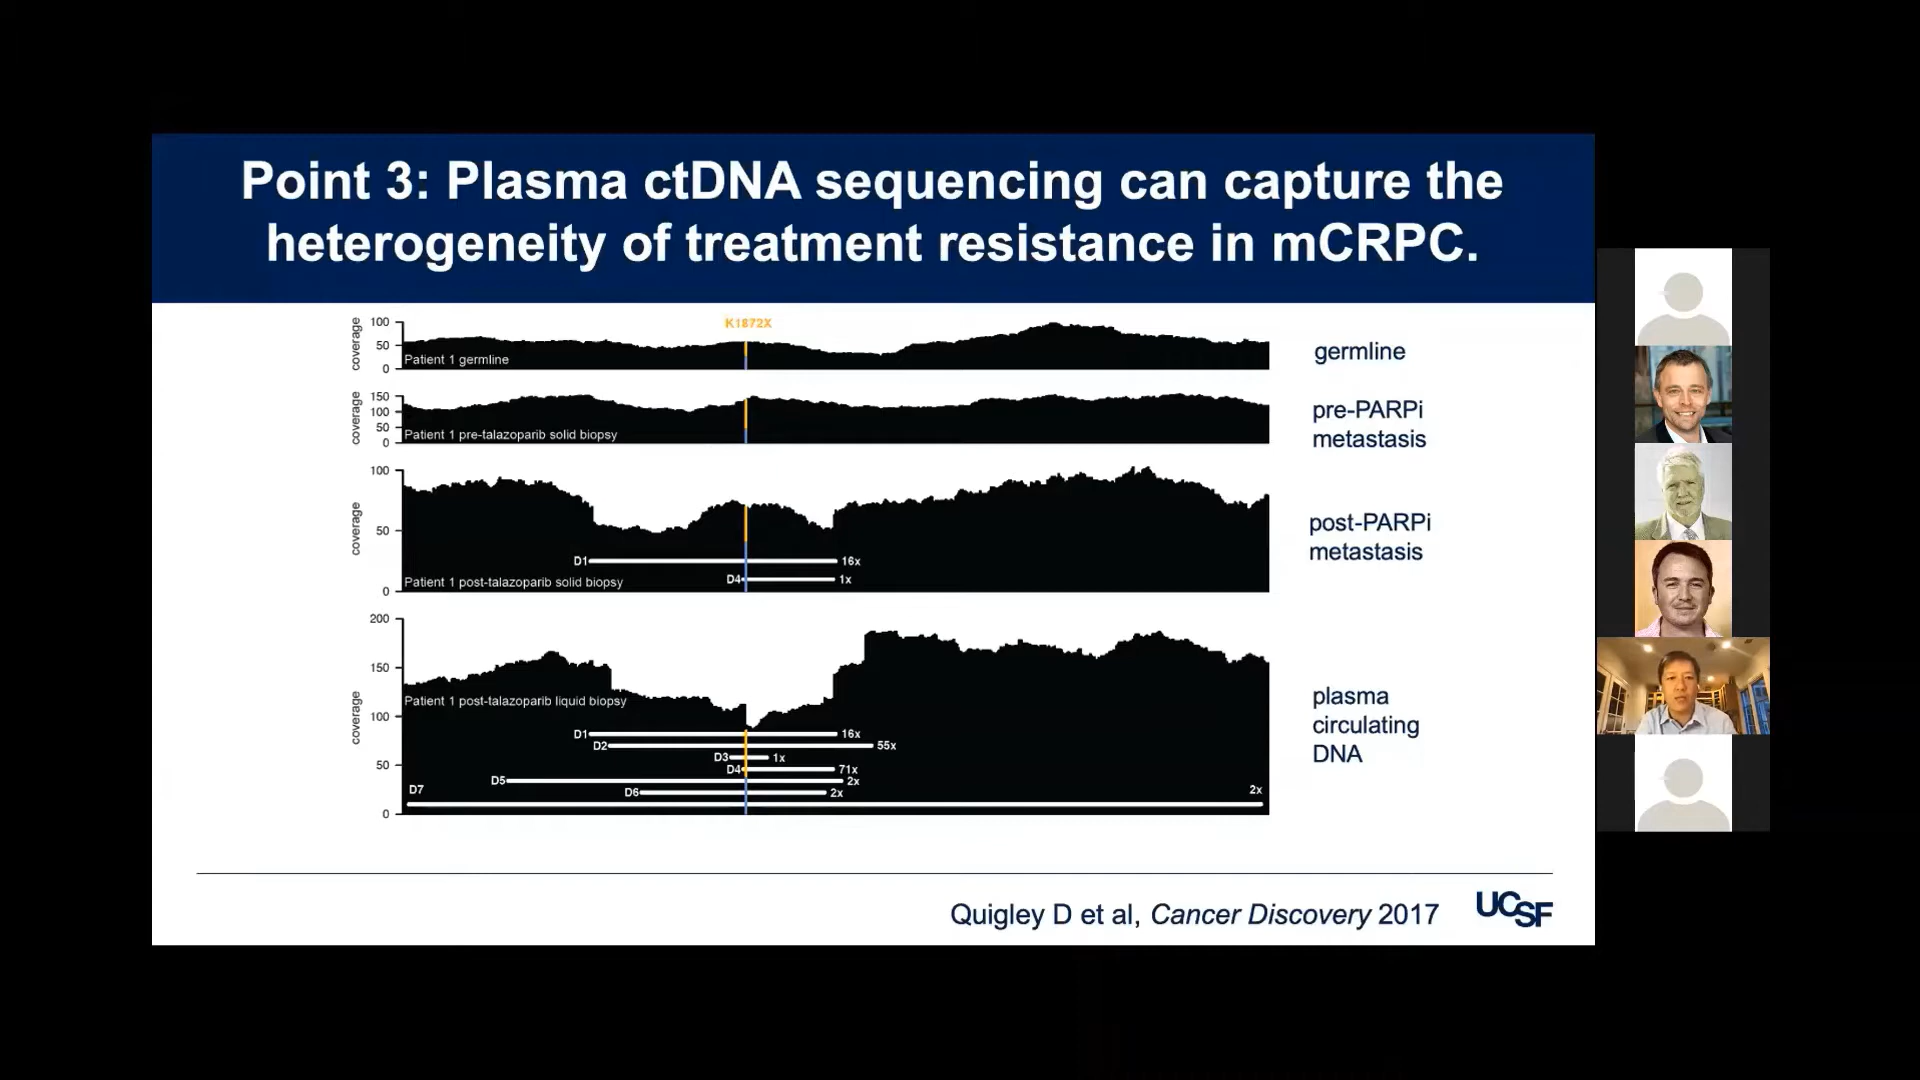 Point 3: Plasma ctDNA sequencing can capture the
heterogeneity of treatment resistance in mCRPC.
K1872X
coverage
100
50
0
Patient 1 germline
germline
coverage
150
100
50
0
Patient 1 pre-talazoparib solid biopsy
pre-PARPi
metastasis
coverage
100
50
0
D1 16x
D4 1x
Patient 1 post-talazoparib solid biopsy
post-PARPi
metastasis
coverage
200
150
100
50
0
Patient 1 post-talazoparib liquid biopsy
D1 16x
D2 55x
D3 1x
D4 71x
D5 2x
D6 2x
D7 2x
plasma
circulating
DNA
Quigley D et al, Cancer Discovery 2017
UCSF